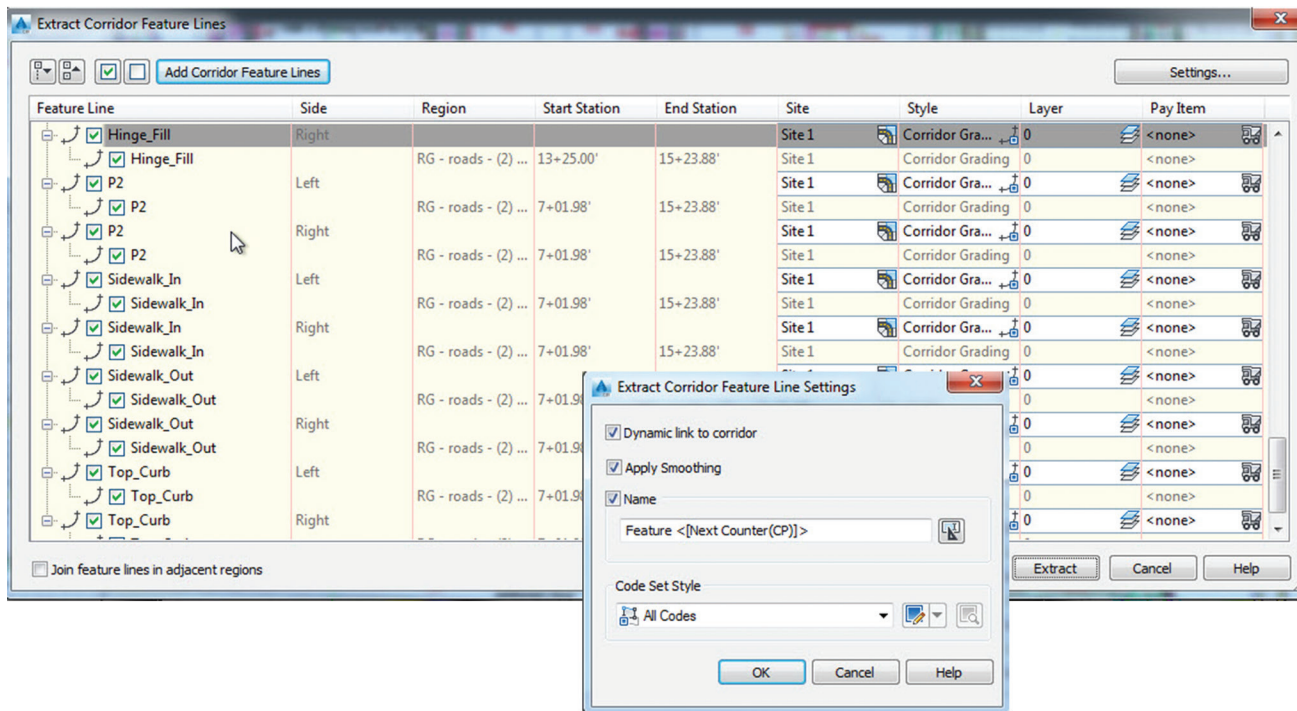 Extract Corridor Feature Lines
Add Corridor Feature Lines Settings...
Feature Line Side Region Start Station End Station Site Style Layer Pay Item
Hinge_Fill Right Site 1 Corridor Gra... 0 <none>
Hinge_Fill RG - roads - (2) ... 13+25.00' 15+23.88' Site 1 Corridor Grading 0 <none>
P2 Left Site 1 Corridor Gra... 0 <none>
P2 RG - roads - (2) ... 7+01.98' 15+23.88' Site 1 Corridor Grading 0 <none>
P2 Right Site 1 Corridor Gra... 0 <none>
P2 RG - roads - (2) ... 7+01.98' 15+23.88' Site 1 Corridor Grading 0 <none>
Sidewalk_In Left Site 1 Corridor Gra... 0 <none>
Sidewalk_In RG - roads - (2) ... 7+01.98' 15+23.88' Site 1 Corridor Grading 0 <none>
Sidewalk_In Right Site 1 Corridor Gra... 0 <none>
Sidewalk_In RG - roads - (2) ... 7+01.98' 15+23.88' Site 1 Corridor Grading 0 <none>
Sidewalk_Out Left 0 <none>
Sidewalk_Out RG - roads - (2) ... 7+01.98 0 <none>
Sidewalk_Out Right 0 <none>
Sidewalk_Out RG - roads - (2) ... 7+01.98 0 <none>
Top_Curb Left 0 <none>
Top_Curb RG - roads - (2) ... 7+01.98 0 <none>
Top_Curb Right 0 <none>
Join feature lines in adjacent regions
Extract Cancel Help
Extract Corridor Feature Line Settings
Dynamic link to corridor
Apply Smoothing
Name
Feature <[Next Counter(CP)]>
Code Set Style
All Codes
OK Cancel Help